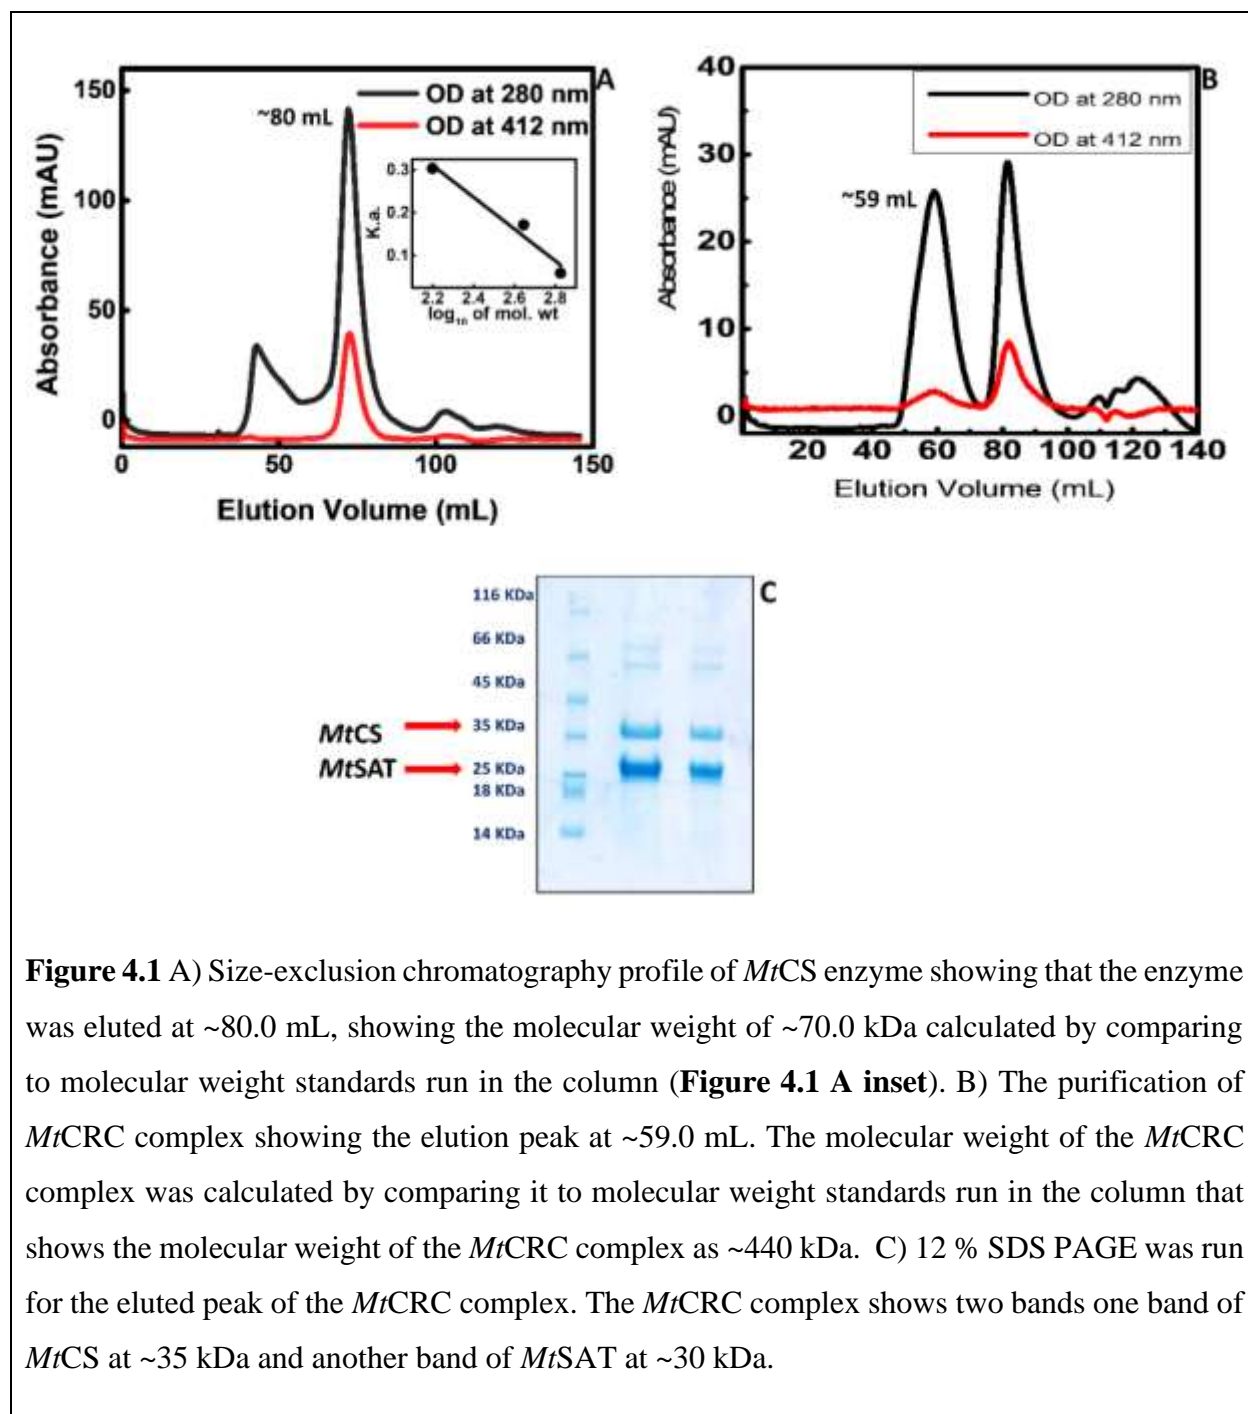 A
150
100
50
0
Absorbance (mAU)
OD at 280 nm
OD at 412 nm
~80 mL
0.3
0.2
0.1
K.a.
2.2 2.4 2.6 2.8
log₁₀ of mol. wt
0 50 100 150
Elution Volume (mL)
B
40
30
20
10
0
Absorbance (mAU)
OD at 280 nm
OD at 412 nm
~59 mL
20 40 60 80 100 120 140
Elution Volume (mL)
C
116 KDa
66 KDa
45 KDa
MtCS
35 KDa
MtSAT
25 KDa
18 KDa
14 KDa
Figure 4.1 A) Size-exclusion chromatography profile of MtCS enzyme showing that the enzyme
was eluted at ~80.0 mL, showing the molecular weight of ~70.0 kDa calculated by comparing
to molecular weight standards run in the column (Figure 4.1 A inset). B) The purification of
MtCRC complex showing the elution peak at ~59.0 mL. The molecular weight of the MtCRC
complex was calculated by comparing it to molecular weight standards run in the column that
shows the molecular weight of the MtCRC complex as ~440 kDa. C) 12 % SDS PAGE was run
for the eluted peak of the MtCRC complex. The MtCRC complex shows two bands one band of
MtCS at ~35 kDa and another band of MtSAT at ~30 kDa.